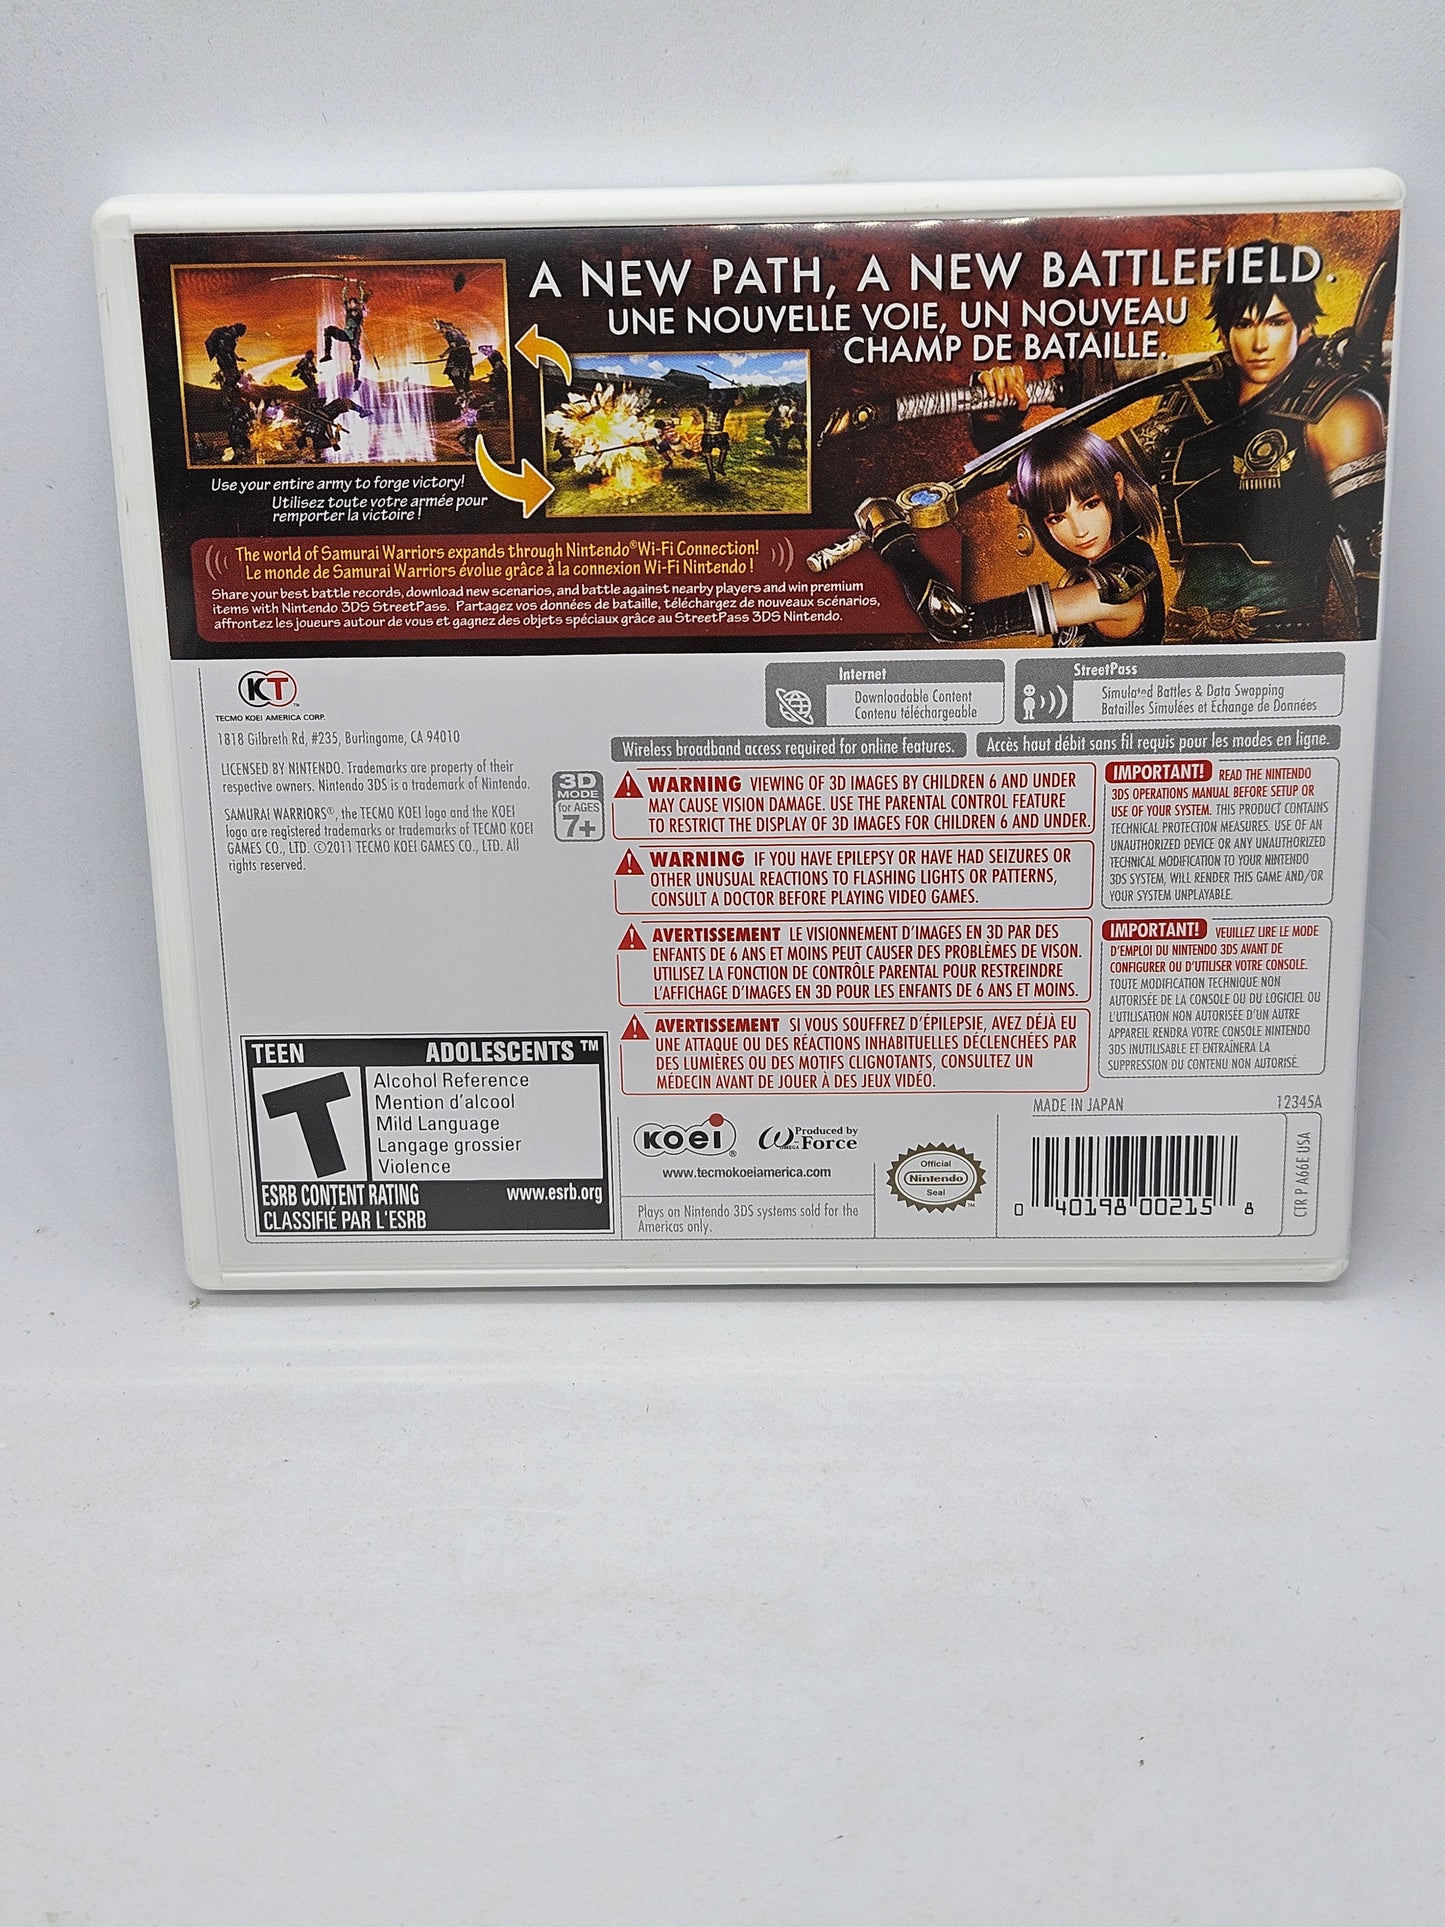 A NEW PATH, A NEW BATTLEFIELD.
UNE NOUVELLE VOIE, UN NOUVEAU
CHAMP DE BATAILLE.
Use your entire army to forge victory!
Utilisez toute votre armée pour
remporter la victoire !
The world of Samurai Warriors expands through Nintendo® Wi-Fi Connection!
Le monde de Samurai Warriors évolue grâce à la connexion Wi-Fi Nintendo !
Share your best battle records, download new scenarios, and battle against nearby players and win premium
items with Nintendo 3DS StreetPass. Partagez vos données de bataille, téléchargez de nouveaux scénarios,
affrontez les joueurs autour de vous et gagnez des objets spéciaux grâce au StreetPass 3DS Nintendo.
KT™
TECMO KOEI AMERICA CORP.
1818 Gilbreth Rd, #235, Burlingame, CA 94010
LICENSED BY NINTENDO. Trademarks are property of their
respective owners. Nintendo 3DS is a trademark of Nintendo.
SAMURAI WARRIORS®, the TECMO KOEI logo and the KOEI
logo are registered trademarks or trademarks of TECMO KOEI
GAMES CO., LTD. ©2011 TECMO KOEI GAMES CO., LTD. All
rights reserved.
Internet
Downloadable Content
Contenu téléchargeable
StreetPass
Simulated Battles & Data Swapping
Batailles Simulées et Échange de Données
Wireless broadband access required for online features.
Accès haut débit sans fil requis pour les modes en ligne.
3D
MODE
for AGES
7+
WARNING VIEWING OF 3D IMAGES BY CHILDREN 6 AND UNDER
MAY CAUSE VISION DAMAGE. USE THE PARENTAL CONTROL FEATURE
TO RESTRICT THE DISPLAY OF 3D IMAGES FOR CHILDREN 6 AND UNDER.
WARNING IF YOU HAVE EPILEPSY OR HAVE HAD SEIZURES OR
OTHER UNUSUAL REACTIONS TO FLASHING LIGHTS OR PATTERNS,
CONSULT A DOCTOR BEFORE PLAYING VIDEO GAMES.
AVERTISSEMENT LE VISIONNEMENT D'IMAGES EN 3D PAR DES
ENFANTS DE 6 ANS ET MOINS PEUT CAUSER DES PROBLÈMES DE VISON.
UTILISEZ LA FONCTION DE CONTRÔLE PARENTAL POUR RESTREINDRE
L'AFFICHAGE D'IMAGES EN 3D POUR LES ENFANTS DE 6 ANS ET MOINS.
AVERTISSEMENT SI VOUS SOUFFREZ D'ÉPILEPSIE, AVEZ DÉJÀ EU
UNE ATTAQUE OU DES RÉACTIONS INHABITUELLES DÉCLENCHÉES PAR
DES LUMIÈRES OU DES MOTIFS CLIGNOTANTS, CONSULTEZ UN
MÉDECIN AVANT DE JOUER À DES JEUX VIDÉO.
IMPORTANT! READ THE NINTENDO
3DS OPERATIONS MANUAL BEFORE SETUP OR
USE OF YOUR SYSTEM. THIS PRODUCT CONTAINS
TECHNICAL PROTECTION MEASURES. USE OF AN
UNAUTHORIZED DEVICE OR ANY UNAUTHORIZED
TECHNICAL MODIFICATION TO YOUR NINTENDO
3DS SYSTEM, WILL RENDER THIS GAME AND/OR
YOUR SYSTEM UNPLAYABLE.
IMPORTANT! VEUILLEZ LIRE LE MODE
D'EMPLOI DU NINTENDO 3DS AVANT DE
CONFIGURER OU D'UTILISER VOTRE CONSOLE.
TOUTE MODIFICATION TECHNIQUE NON
AUTORISÉE DE LA CONSOLE OU DU LOGICIEL OU
L'UTILISATION NON AUTORISÉE D'UN AUTRE
APPAREIL RENDRA VOTRE CONSOLE NINTENDO
3DS INUTILISABLE ET ENTRAÎNERA LA
SUPPRESSION DU CONTENU NON AUTORISÉ.
TEEN ADOLESCENTS ™
T
Alcohol Reference
Mention d'alcool
Mild Language
Langage grossier
Violence
ESRB CONTENT RATING www.esrb.org
CLASSIFIÉ PAR L'ESRB
KOEI®
Produced by
OMEGA Force
www.tecmokoeiamerica.com
Plays on Nintendo 3DS systems sold for the
Americas only.
Official
Nintendo
Seal
™
MADE IN JAPAN 12345A
0 40198 00215 8
CTR P A66E USA